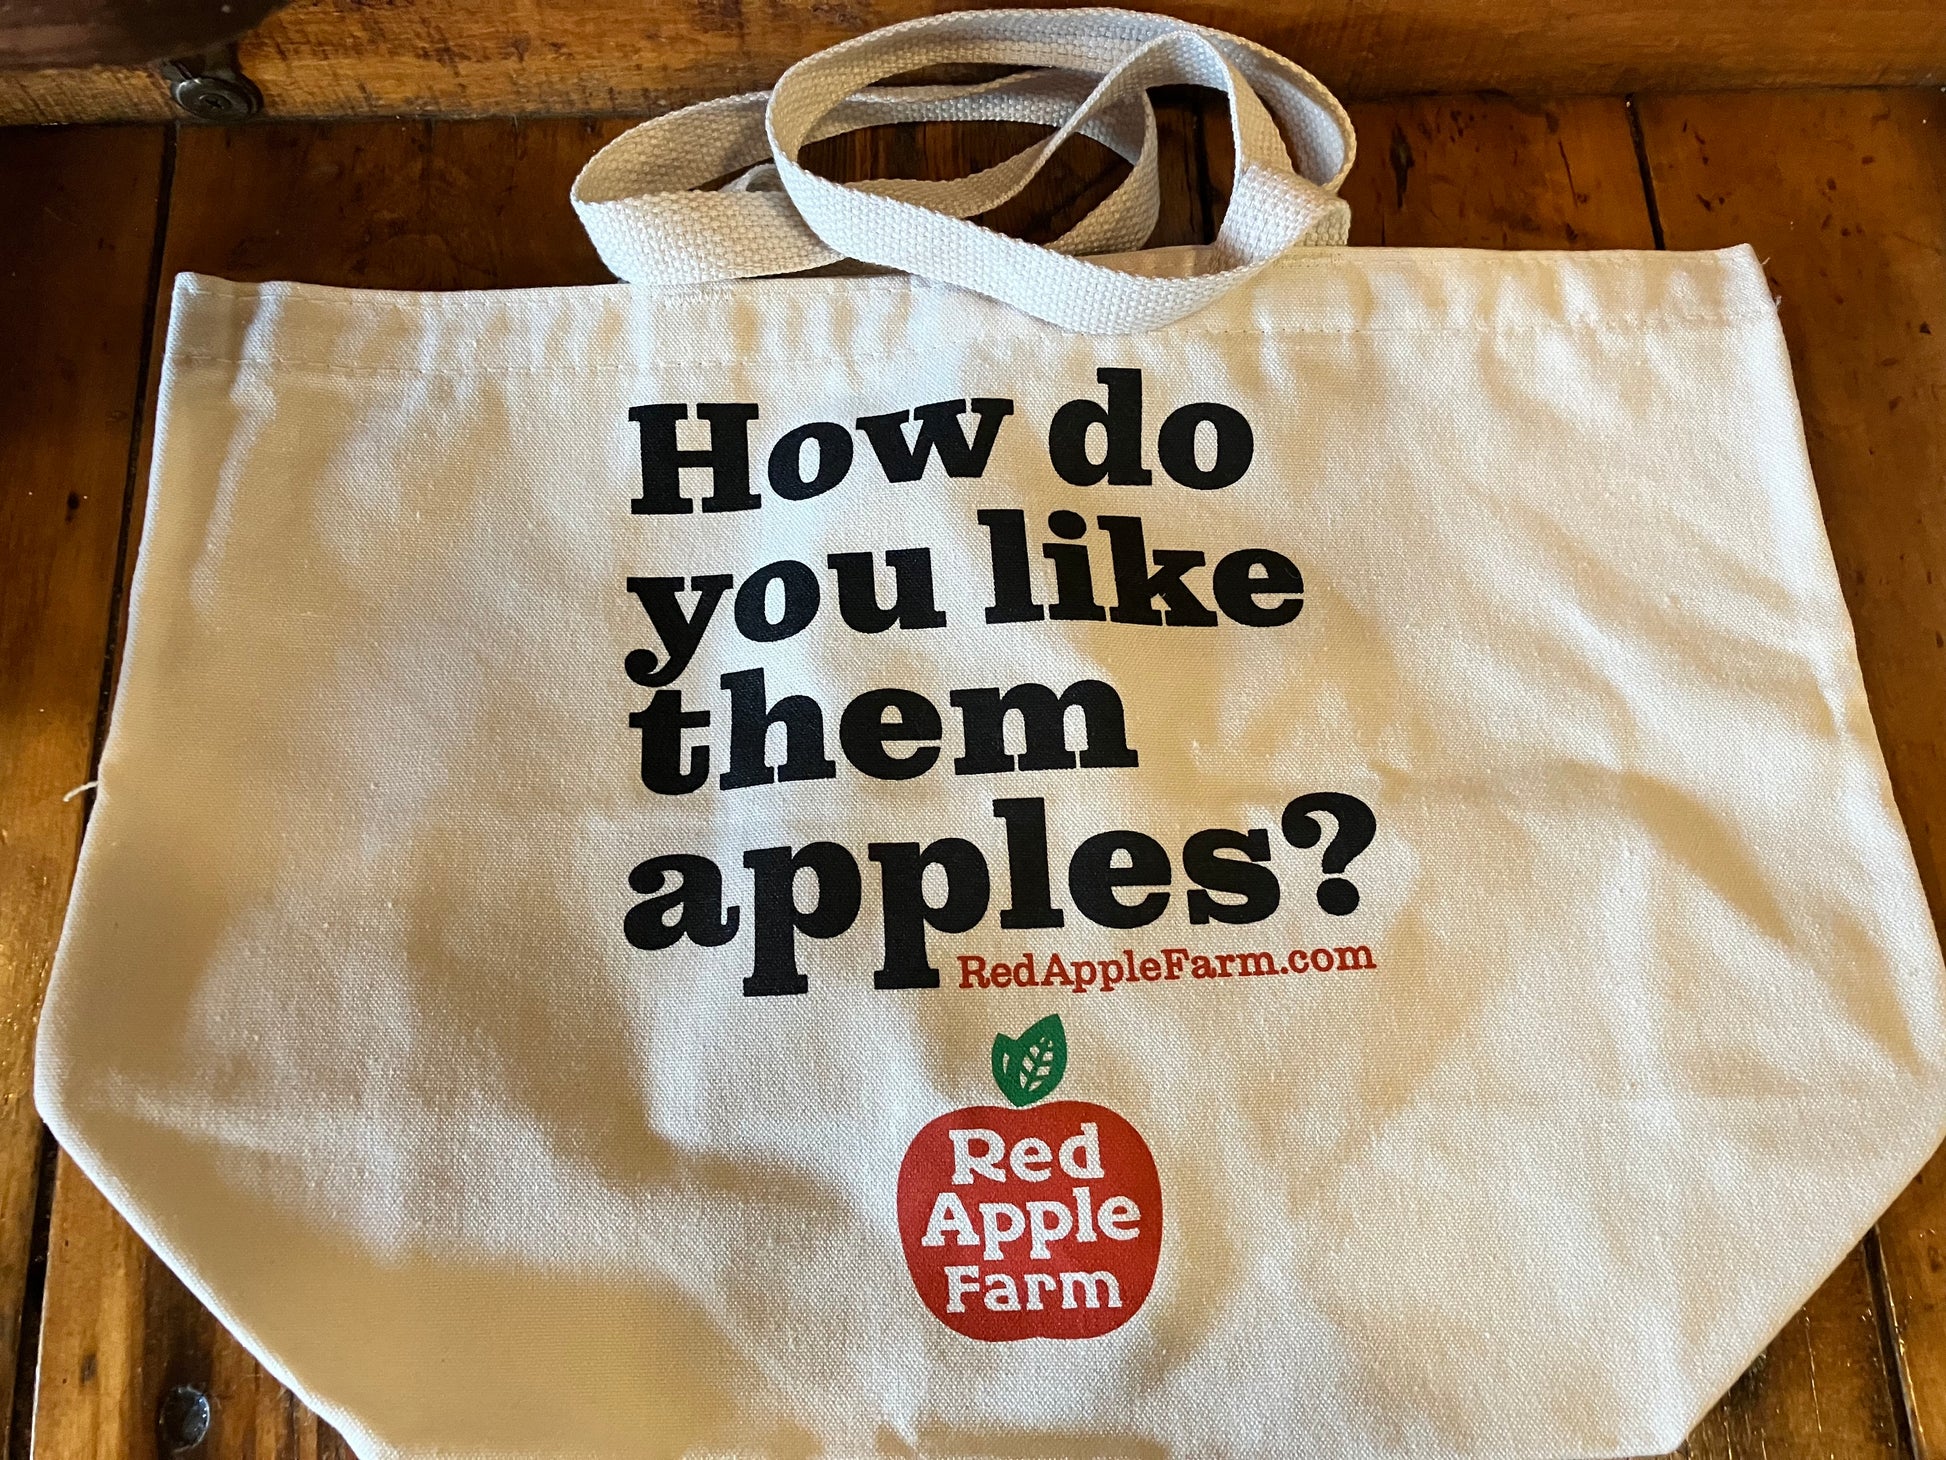 How do
you like
them
apples?
RedAppleFarm.com
Red
Apple
Farm